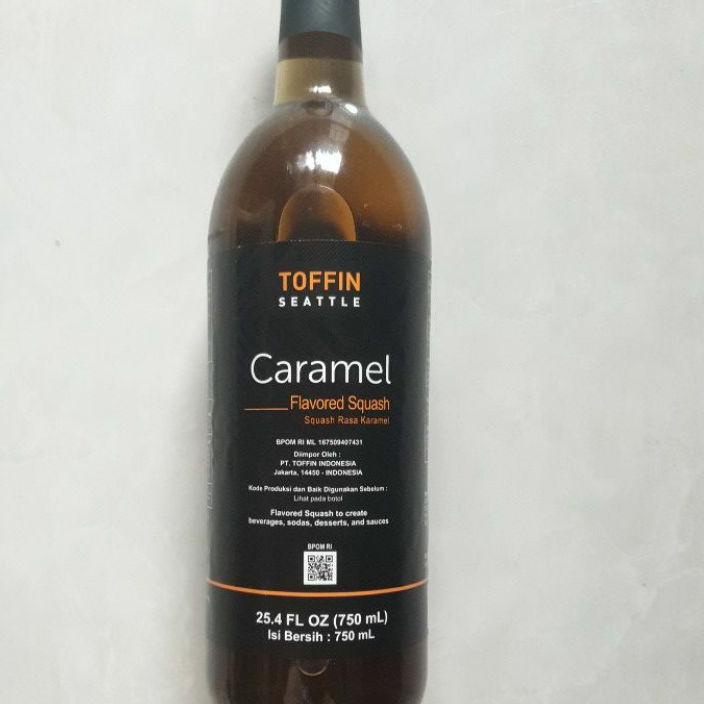 TOFFIN
SEATTLE
Caramel
Flavored Squash
Squash Rasa Karamel
BPOM RI ML 167509407431
Diimpor Oleh :
PT. TOFFIN INDONESIA
Jakarta, 14450 - INDONESIA
Kode Produksi dan Baik Digunakan Sebelum :
Lihat pada botol
Flavored Squash to create
beverages, sodas, desserts, and sauces
BPOM RI
25.4 FL OZ (750 mL)
Isi Bersih : 750 mL